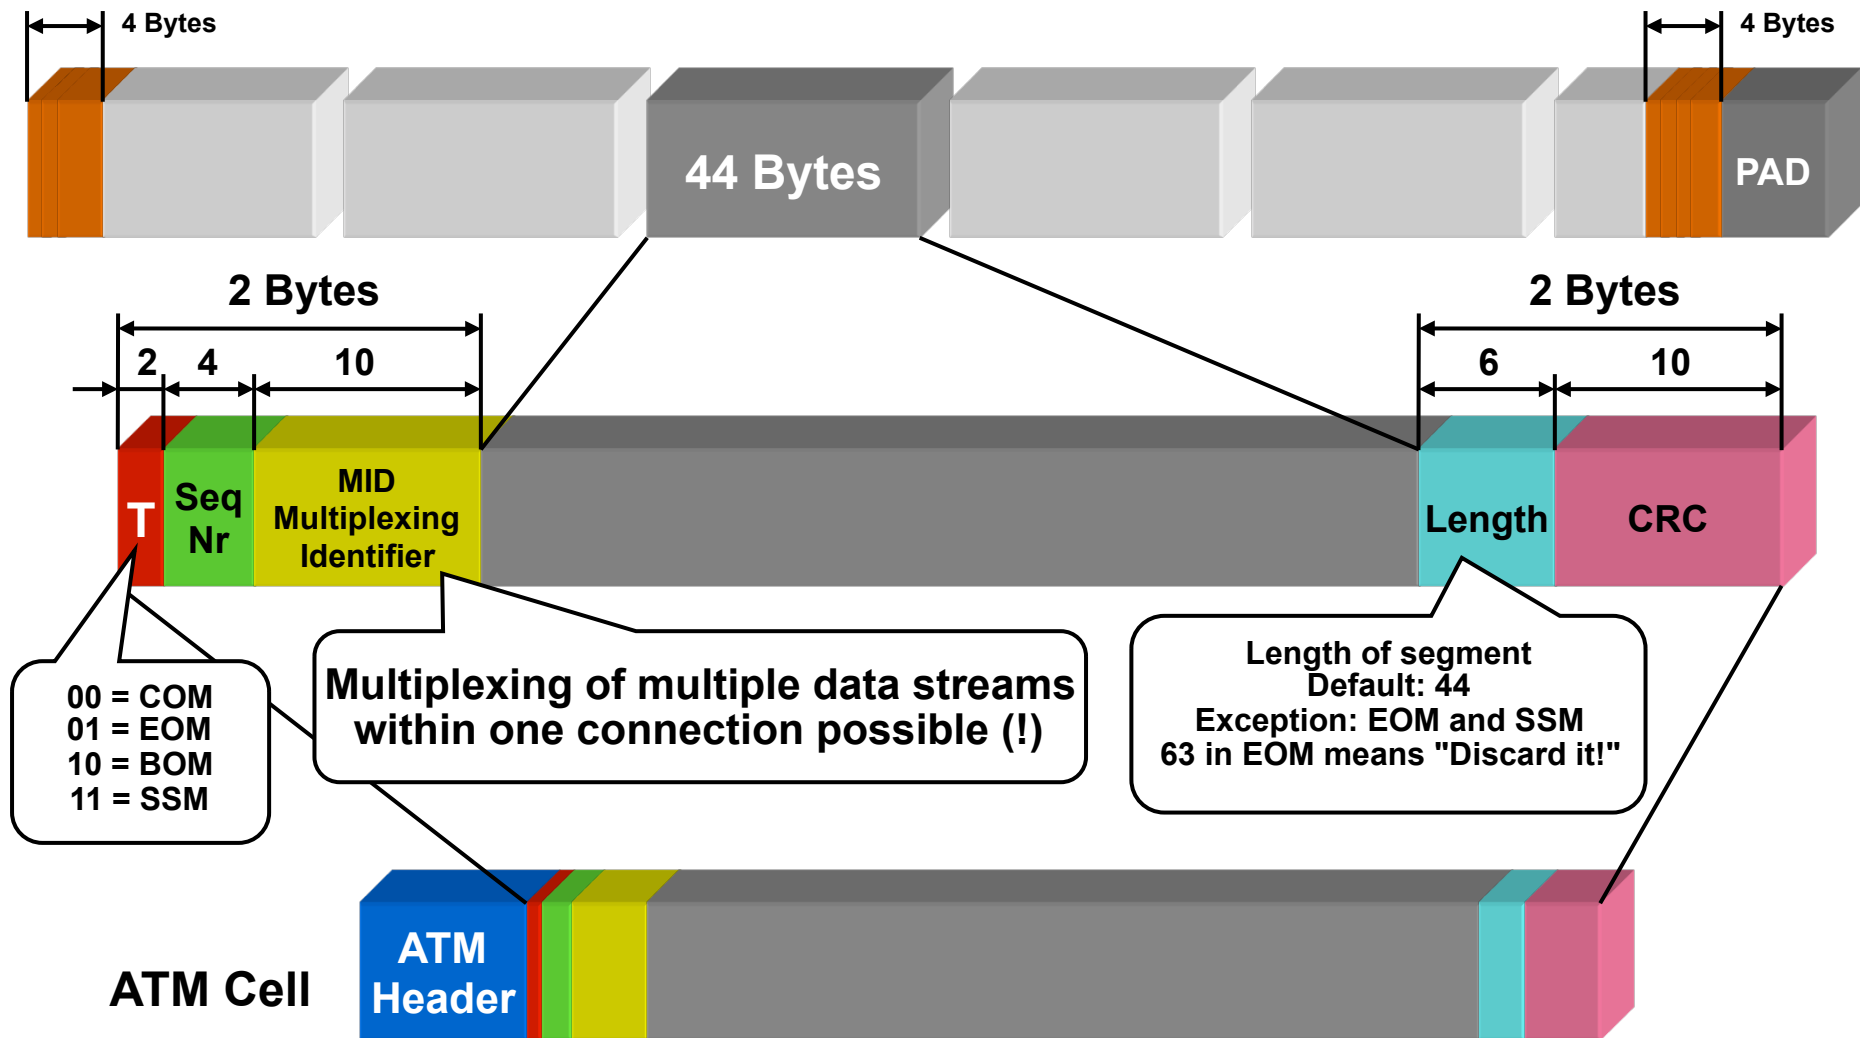 4 Bytes
4 Bytes
44 Bytes
PAD
2 Bytes
2 Bytes
2
4
10
6
10
T
Seq
Nr
MID
Multiplexing
Identifier
Length
CRC
00 = COM
01 = EOM
10 = BOM
11 = SSM
Multiplexing of multiple data streams
within one connection possible (!)
Length of segment
Default: 44
Exception: EOM and SSM
63 in EOM means "Discard it!"
ATM Cell
ATM
Header